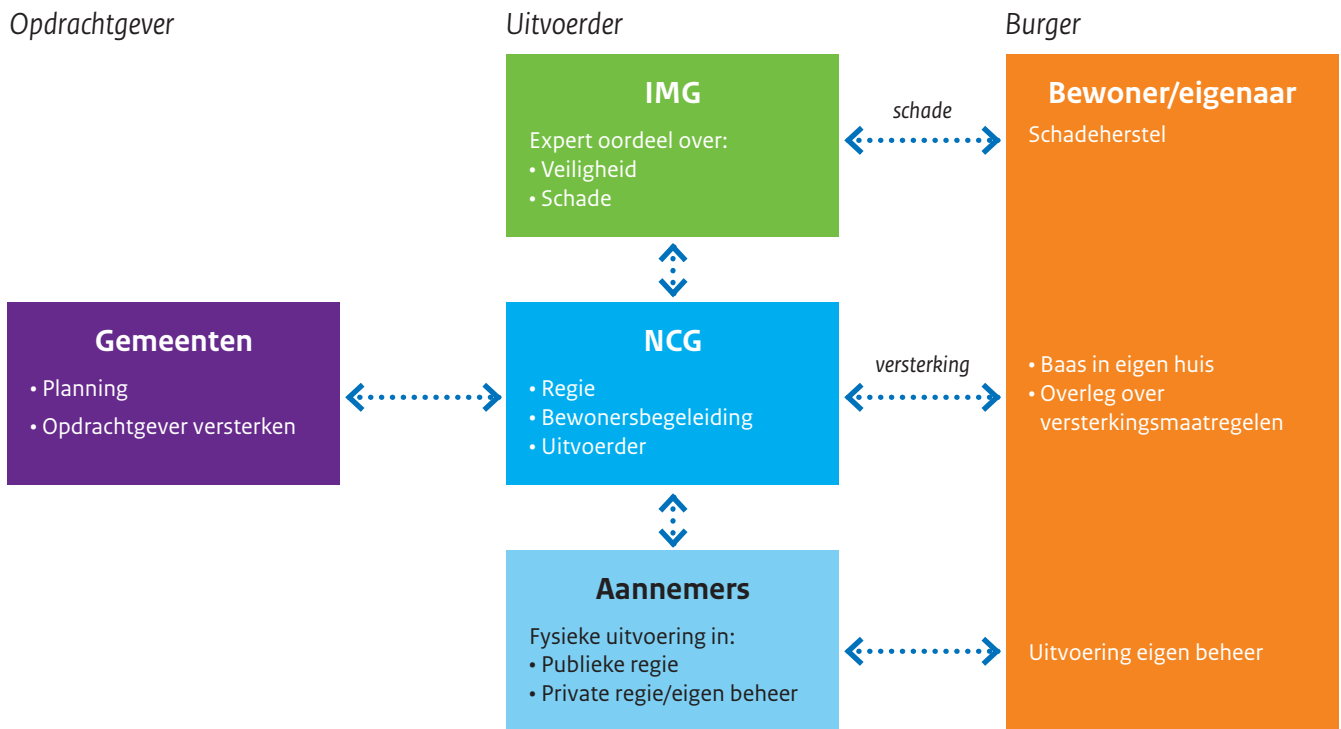 Opdrachtgever
Uitvoerder
Burger
IMG
Expert oordeel over:
• Veiligheid
• Schade
schade
Bewoner/eigenaar
Schadeherstel
Gemeenten
• Planning
• Opdrachtgever versterken
NCG
• Regie
• Bewonersbegeleiding
• Uitvoerder
versterking
• Baas in eigen huis
• Overleg over
versterkingsmaatregelen
Aannemers
Fysieke uitvoering in:
• Publieke regie
• Private regie/eigen beheer
Uitvoering eigen beheer